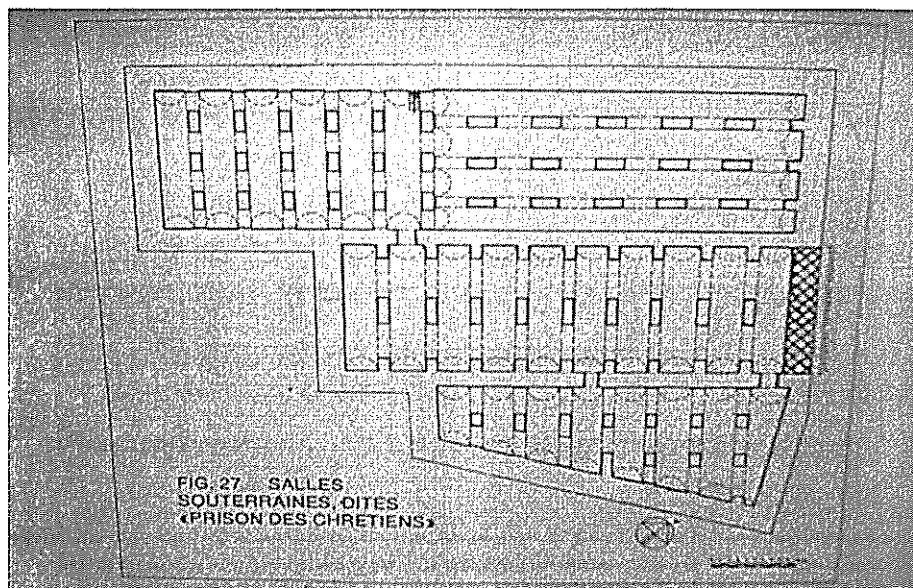 FIG. 27 SALLES
SOUTERRAINES, DITES
«PRISON DES CHRETIENS»